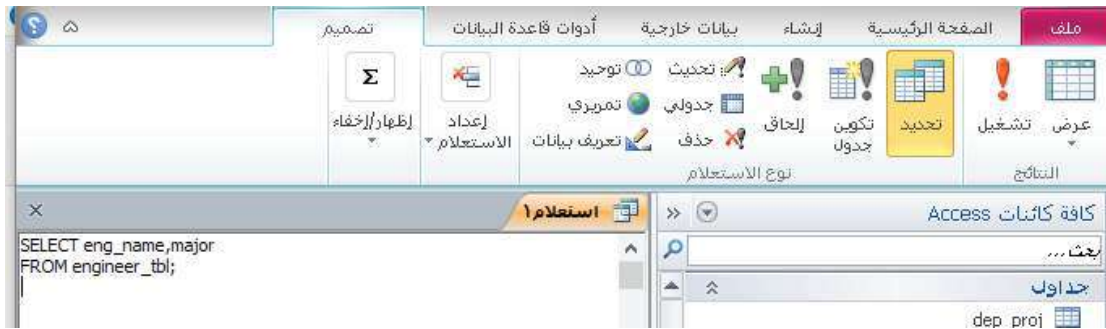 ملف الصفحة الرئيسية إنشاء بيانات خارجية أدوات قاعدة البيانات تصميم
عرض
تشغيل
النتائج
تحديد
تكوين
جدول
إلحاق
تحديث
جدولي
حذف
توحيد
تمريري
تعريف بيانات
نوع الاستعلام
إعداد
الاستعلام
Σ
إظهار/إخفاء
كافة كائنات Access
بحث...
جداول
dep_proj
استعلام١
SELECT eng_name,major
FROM engineer_tbl;